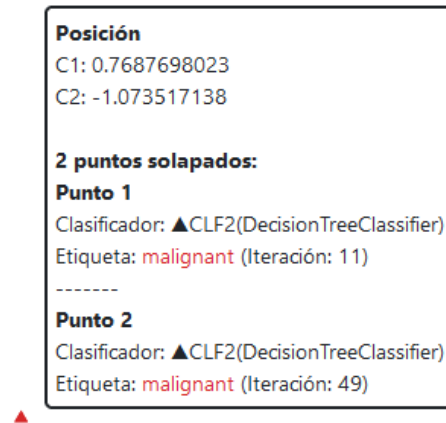 Posición
C1: 0.7687698023
C2: -1.073517138
2 puntos solapados:
Punto 1
Clasificador: ▲CLF2(DecisionTreeClassifier)
Etiqueta: malignant (Iteración: 11)
-------
Punto 2
Clasificador: ▲CLF2(DecisionTreeClassifier)
Etiqueta: malignant (Iteración: 49)